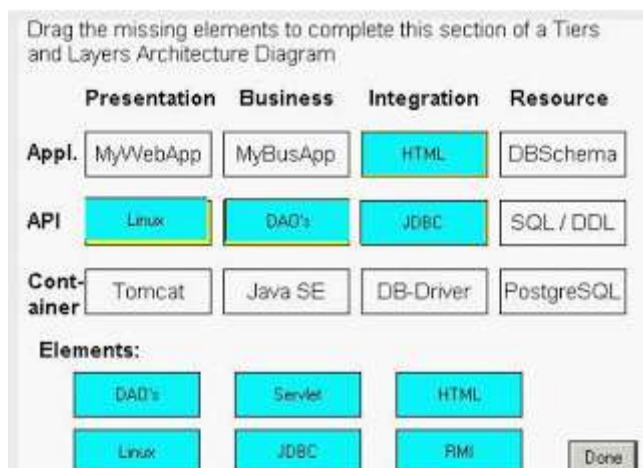 Drag the missing elements to complete this section of a Tiers
and Layers Architecture Diagram
Presentation Business Integration Resource
Appl. MyWebApp MyBusApp HTML DBSchema
API Linux DAO's JDBC SQL / DDL
Cont-
ainer Tomcat Java SE DB-Driver PostgreSQL
Elements:
DAO's Servlet HTML
Linux JDBC RMI Done